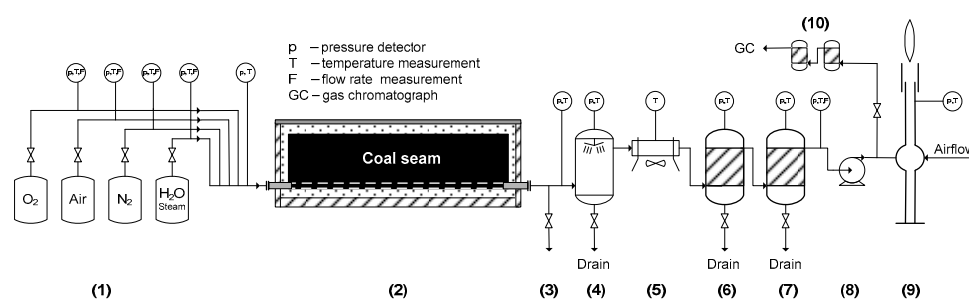 (10)
GC
p – pressure detector
T – temperature measurement
F – flow rate measurement
GC – gas chromatograph
p,T,F
p,T,F
p,T,F
p,T,F
p,T
p,T
p,T
T
p,T
p,T
p,T,F
p,T
Coal seam
Airflow
O2
Air
N2
H2O
Steam
Drain
Drain
Drain
(1)
(2)
(3)
(4)
(5)
(6)
(7)
(8)
(9)